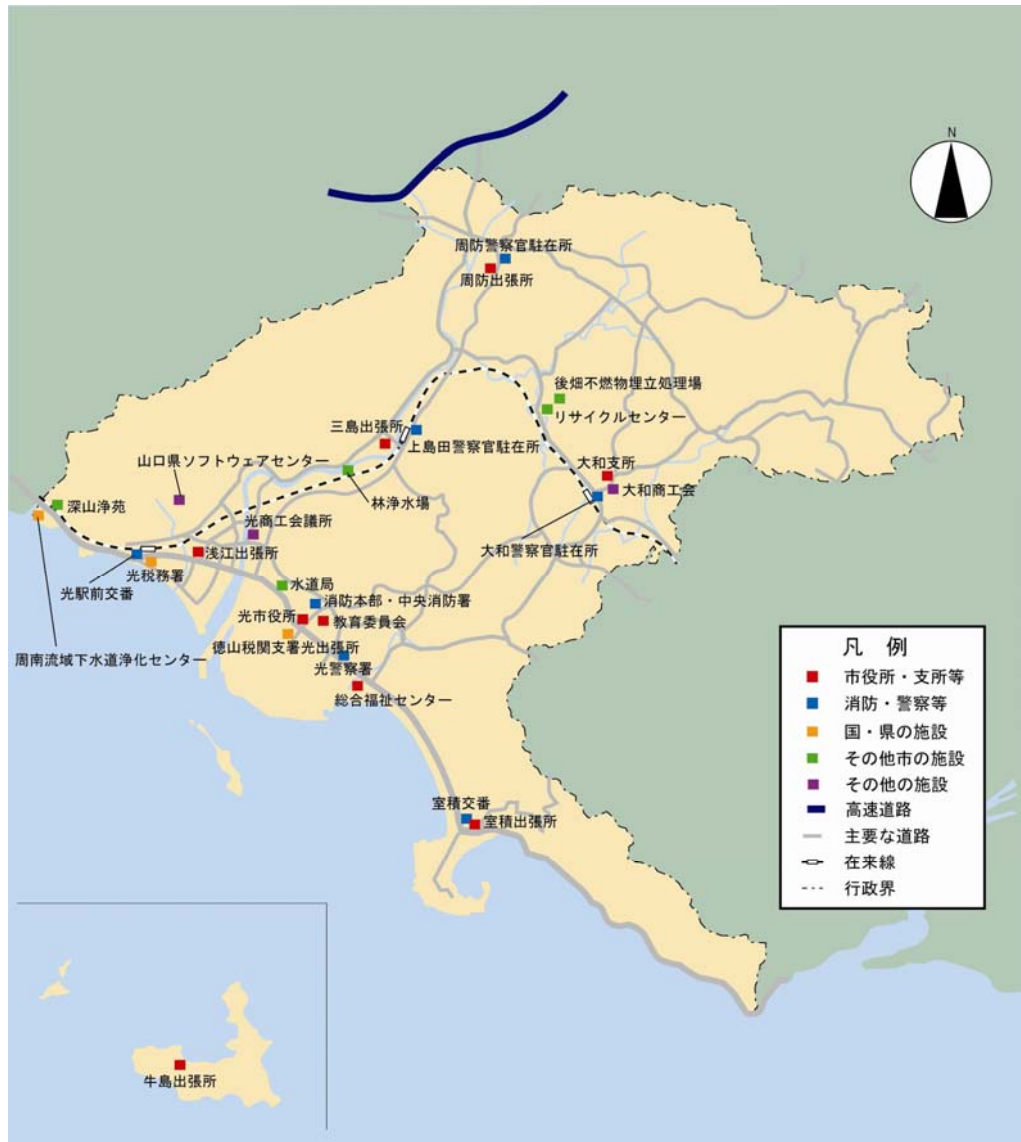 N
周防警察官駐在所
周防出張所
後畑不燃物埋立処理場
リサイクルセンター
三島出張所
上島田警察官駐在所
山口県ソフトウェアセンター
林浄水場
大和支所
大和商工会
深山浄苑
光商工会議所
大和警察官駐在所
浅江出張所
光税務署
光駅前交番
水道局
消防本部・中央消防署
光市役所
教育委員会
徳山税関支署光出張所
周南流域下水道浄化センター
光警察署
総合福祉センター
室積交番
室積出張所
牛島出張所
凡 例
市役所・支所等
消防・警察等
国・県の施設
その他市の施設
その他の施設
高速道路
主要な道路
在来線
行政界